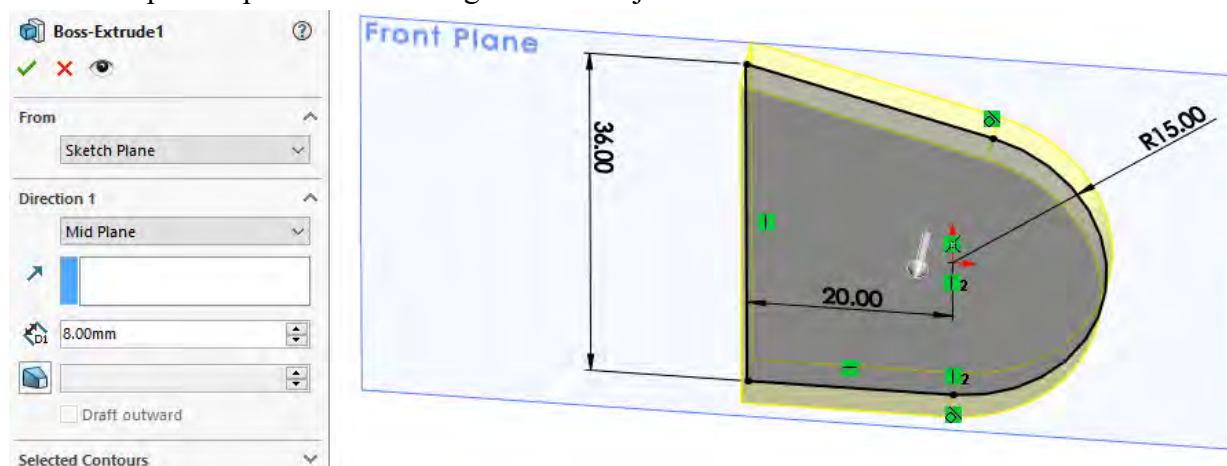 Boss-Extrude1
From
Sketch Plane
Direction 1
Mid Plane
D1
8.00mm
Draft outward
Selected Contours
Front Plane
36.00
R15.00
20.00
2
2